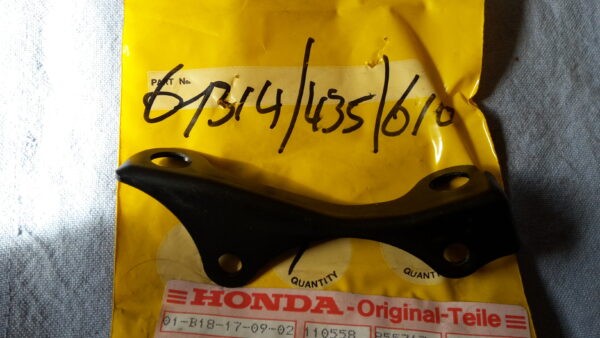 PART No.
61314/435/610
QUANTITY
QUANTITY
HONDA-Original-Teile
01-B18-17-09-02 110558